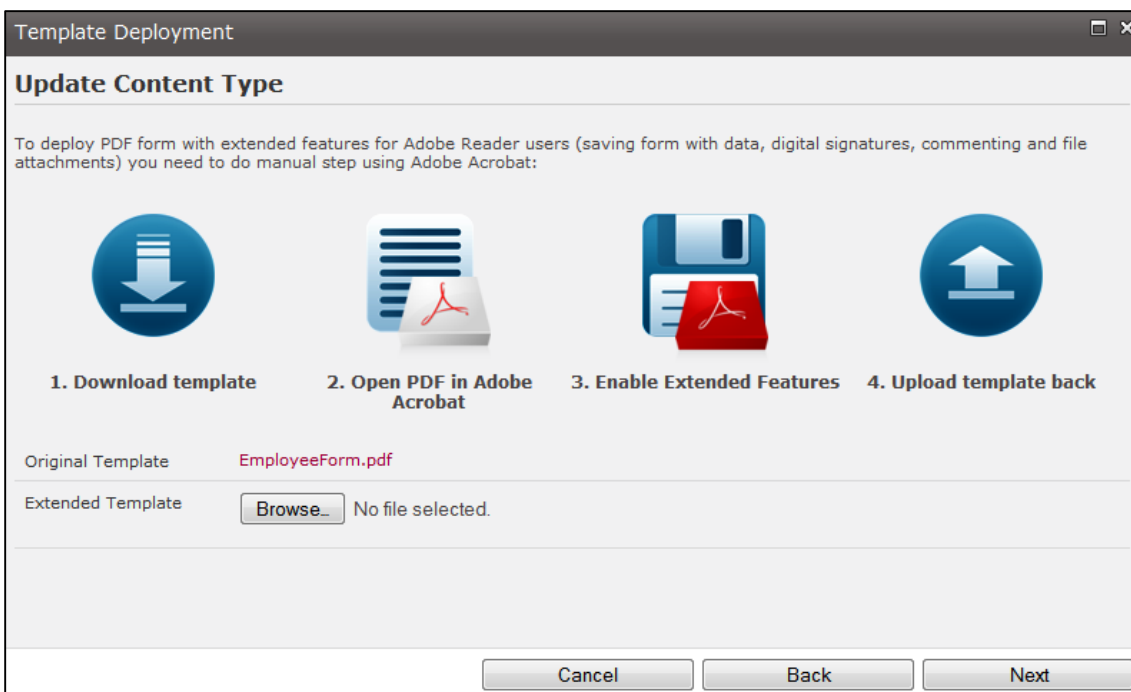 Template Deployment
Update Content Type
To deploy PDF form with extended features for Adobe Reader users (saving form with data, digital signatures, commenting and file
attachments) you need to do manual step using Adobe Acrobat:
1. Download template
2. Open PDF in Adobe
Acrobat
3. Enable Extended Features
4. Upload template back
Original Template EmployeeForm.pdf
Extended Template Browse… No file selected.
Cancel Back Next